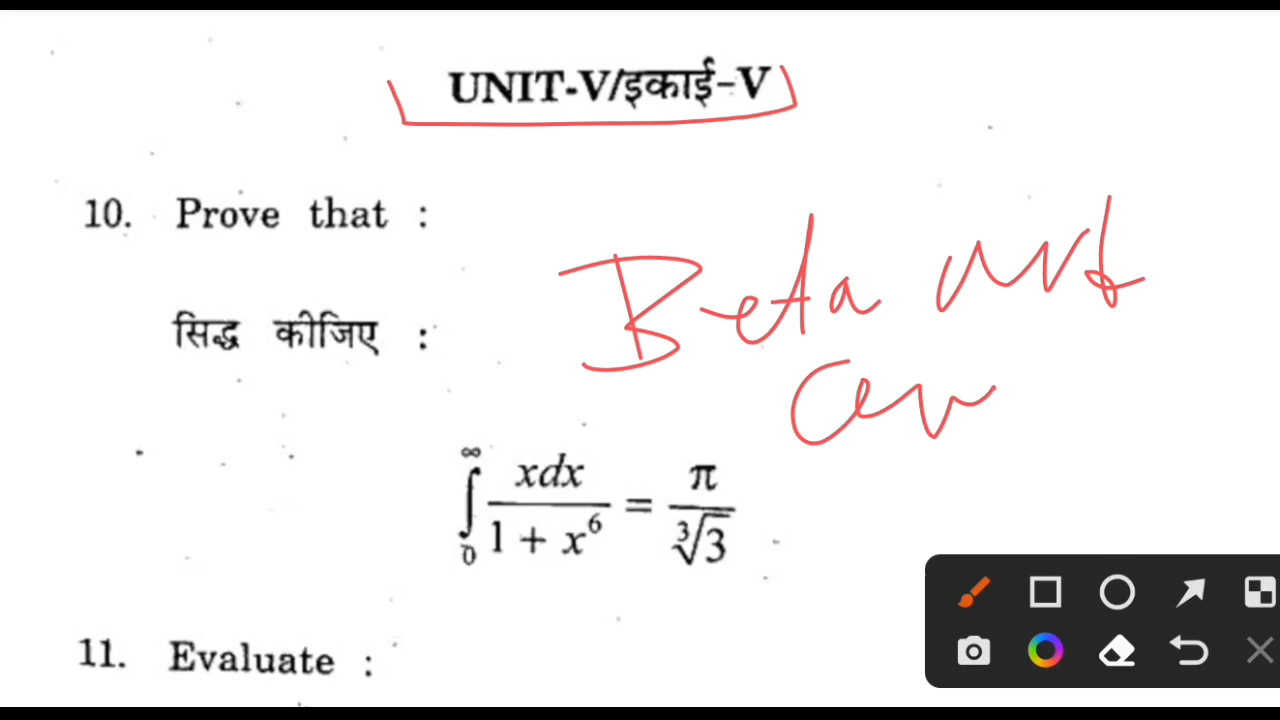 UNIT-V/इकाई-V
10. Prove that :
Beta
सिद्ध कीजिए :
∫₀^∞ xdx / (1 + x⁶) = π / ∛3
11. Evaluate :